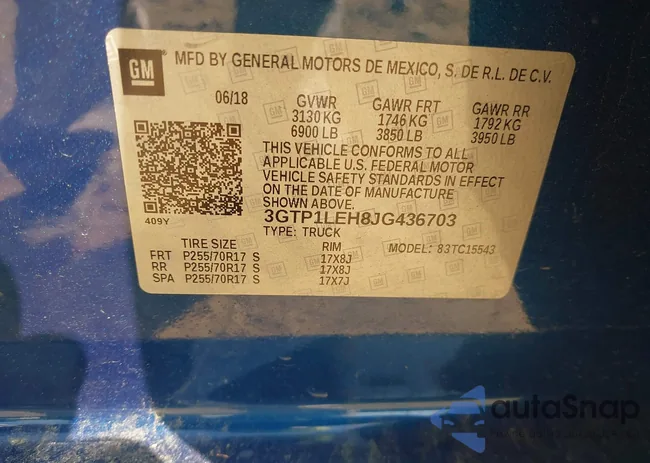 GM
MFD BY GENERAL MOTORS DE MEXICO, S. DE R.L. DE C.V.
06/18 GVWR GAWR FRT GAWR RR
3130 KG 1746 KG 1792 KG
6900 LB 3850 LB 3950 LB
THIS VEHICLE CONFORMS TO ALL
APPLICABLE U.S. FEDERAL MOTOR
VEHICLE SAFETY STANDARDS IN EFFECT
ON THE DATE OF MANUFACTURE
SHOWN ABOVE.
409Y
3GTP1LEH8JG436703
TYPE: TRUCK
TIRE SIZE RIM MODEL: 83TC15543
FRT P255/70R17 S 17X8J
RR P255/70R17 S 17X8J
SPA P255/70R17 S 17X7J
autoSnap